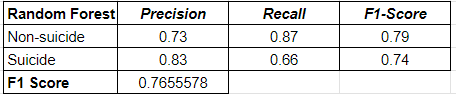 Random Forest Precision Recall F1-Score
Non-suicide 0.73 0.87 0.79
Suicide 0.83 0.66 0.74
F1 Score 0.7655578